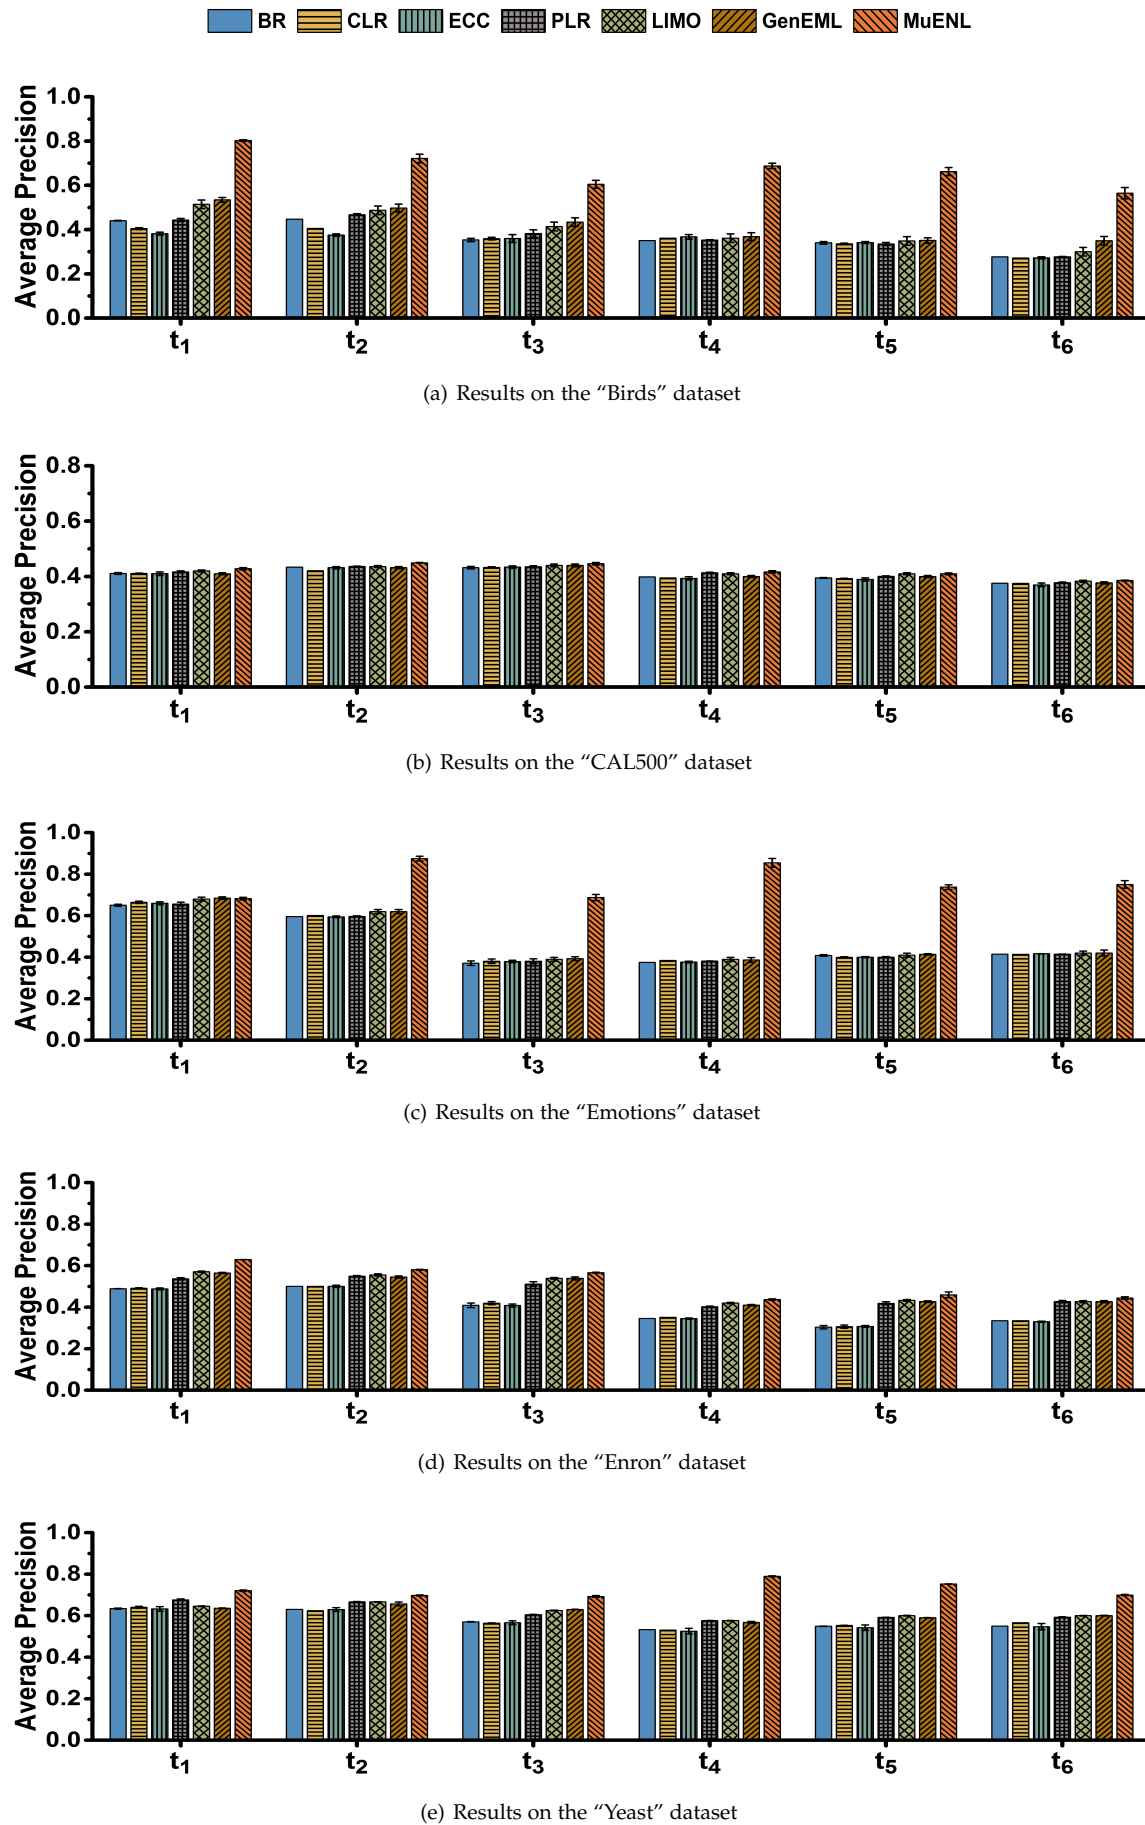 BR CLR ECC PLR LIMO GenEML MuENL
Average Precision
1.0
0.8
0.6
0.4
0.2
0.0
t1 t2 t3 t4 t5 t6
(a) Results on the “Birds” dataset
Average Precision
0.8
0.6
0.4
0.2
0.0
t1 t2 t3 t4 t5 t6
(b) Results on the “CAL500” dataset
Average Precision
1.0
0.8
0.6
0.4
0.2
0.0
t1 t2 t3 t4 t5 t6
(c) Results on the “Emotions” dataset
Average Precision
1.0
0.8
0.6
0.4
0.2
0.0
t1 t2 t3 t4 t5 t6
(d) Results on the “Enron” dataset
Average Precision
1.0
0.8
0.6
0.4
0.2
0.0
t1 t2 t3 t4 t5 t6
(e) Results on the “Yeast” dataset